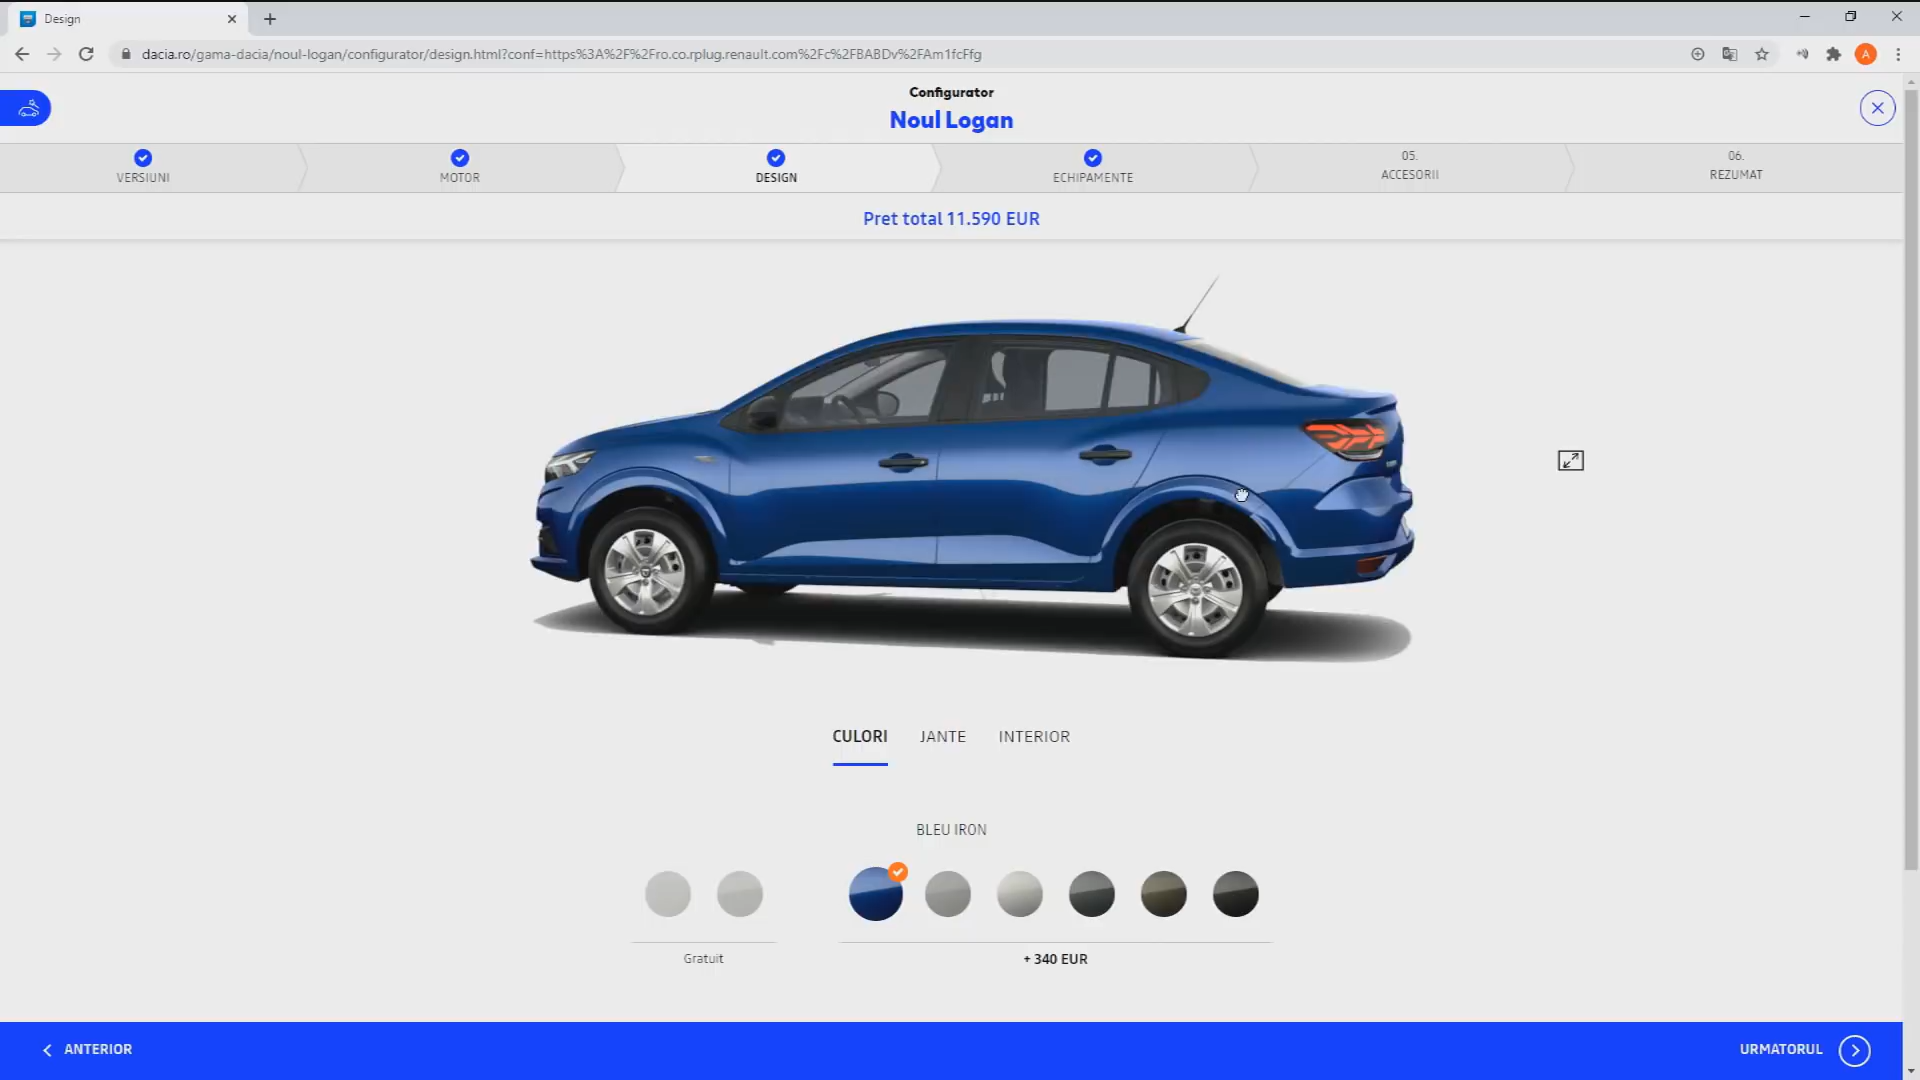 Design
dacia.ro/gama-dacia/noul-logan/configurator/design.html?conf=https%3A%2F%2Fro.co.rplug.renault.com%2Fc%2FBABDv%2FAm1fcFfg
A
Configurator
Noul Logan
VERSIUNI
MOTOR
DESIGN
ECHIPAMENTE
05.
ACCESORII
06.
REZUMAT
Pret total 11.590 EUR
CULORI
JANTE
INTERIOR
BLEU IRON
Gratuit
+ 340 EUR
ANTERIOR
URMATORUL